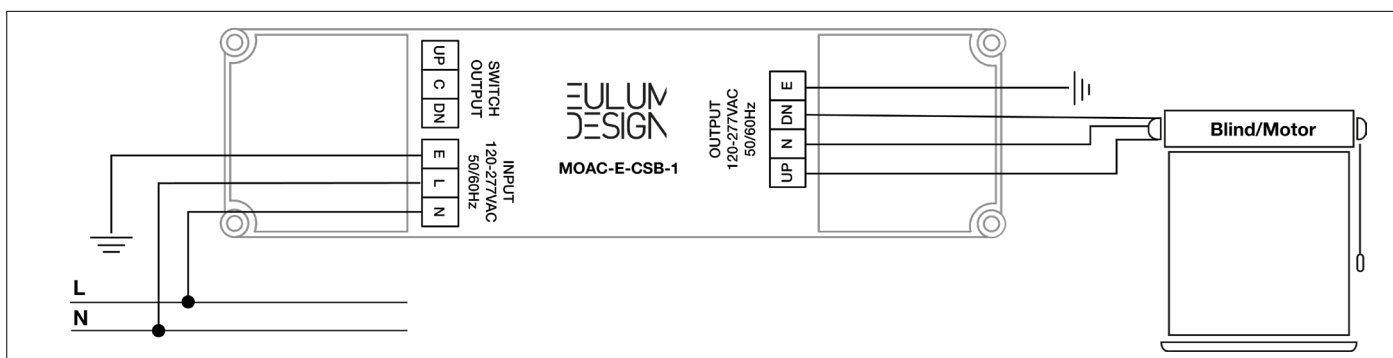 UP
C
DN
SWITCH
OUTPUT
E
L
N
INPUT
120-277VAC
50/60Hz
EULUM
DESIGN
MOAC-E-CSB-1
OUTPUT
120-277VAC
50/60Hz
E
DN
N
UP
Blind/Motor
L
N